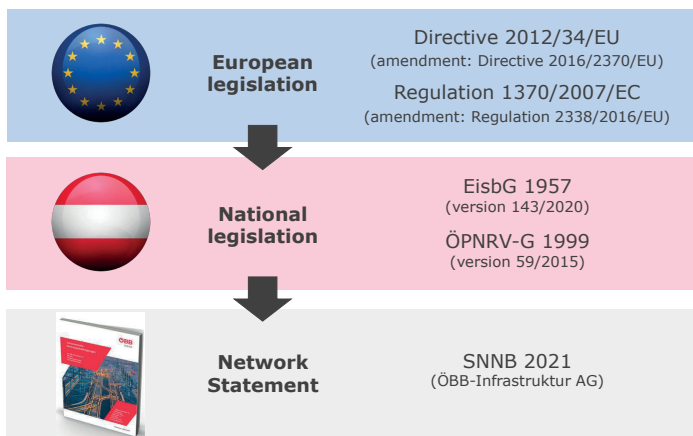 European
legislation
Directive 2012/34/EU
(amendment: Directive 2016/2370/EU)
Regulation 1370/2007/EC
(amendment: Regulation 2338/2016/EU)
National
legislation
EisbG 1957
(version 143/2020)
ÖPNRV-G 1999
(version 59/2015)
ÖBB
Network
Statement
SNNB 2021
(ÖBB-Infrastruktur AG)